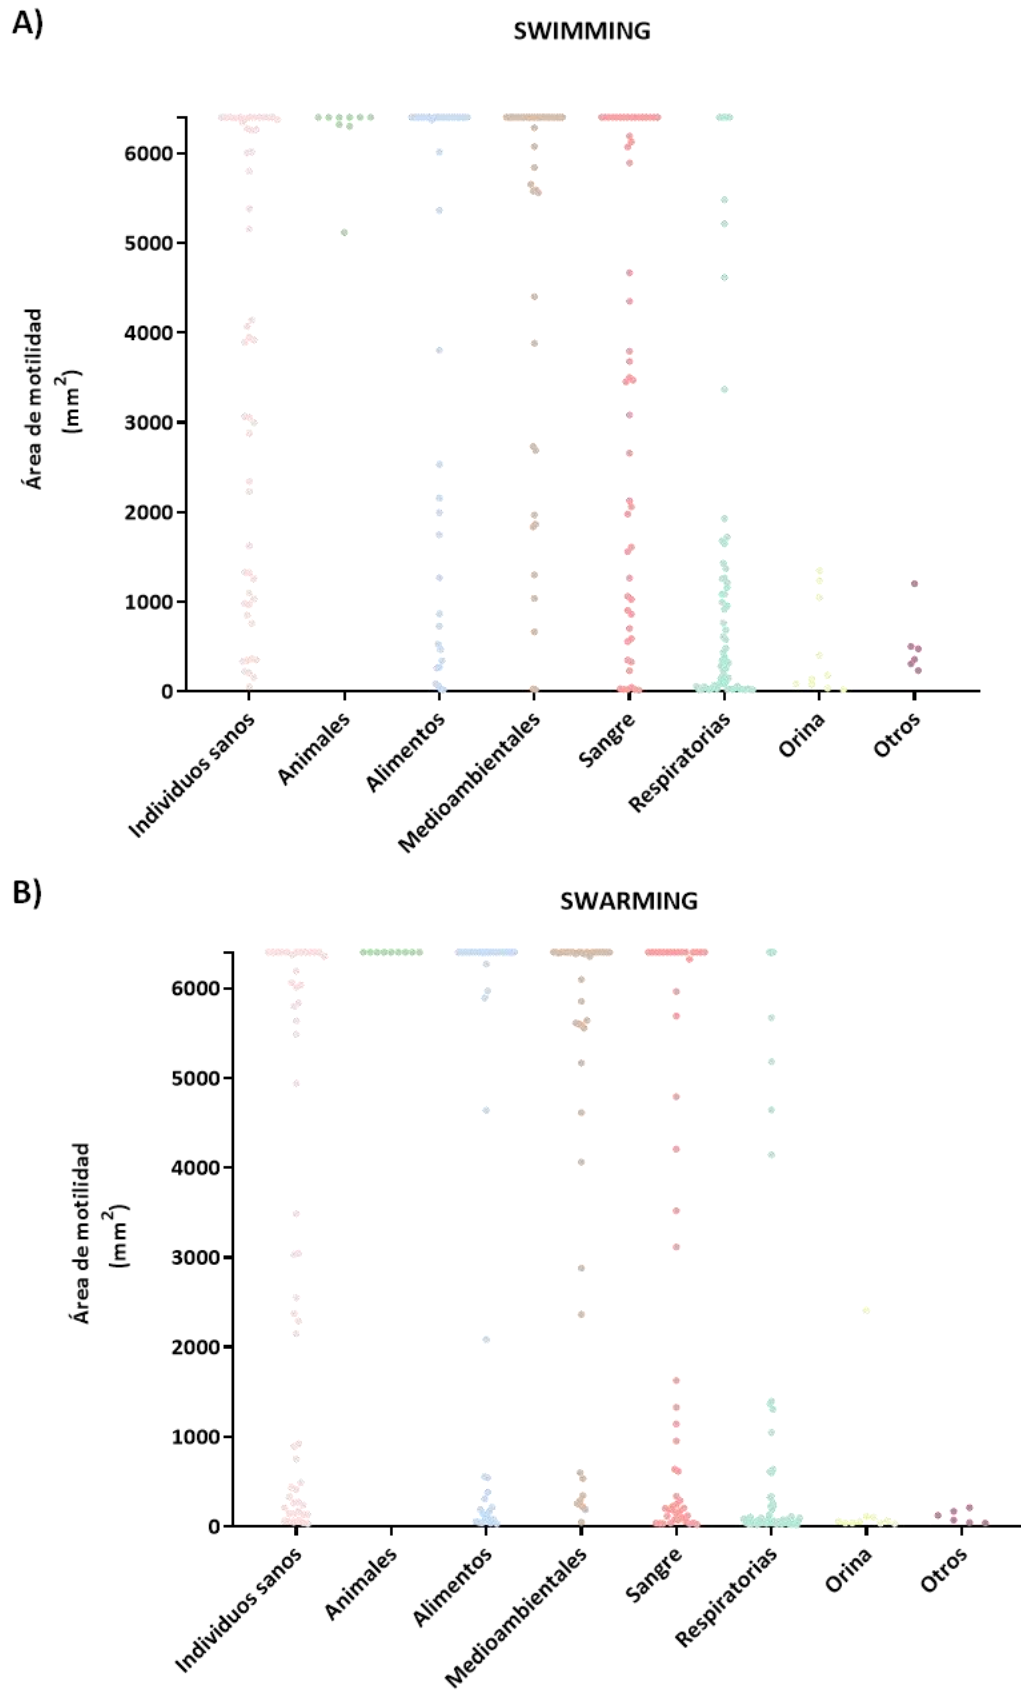 A)
SWIMMING
Área de motilidad
(mm²)
6000
5000
4000
3000
2000
1000
0
Individuos sanos
Animales
Alimentos
Medioambientales
Sangre
Respiratorias
Orina
Otros
B)
SWARMING
Área de motilidad
(mm²)
6000
5000
4000
3000
2000
1000
0
Individuos sanos
Animales
Alimentos
Medioambientales
Sangre
Respiratorias
Orina
Otros